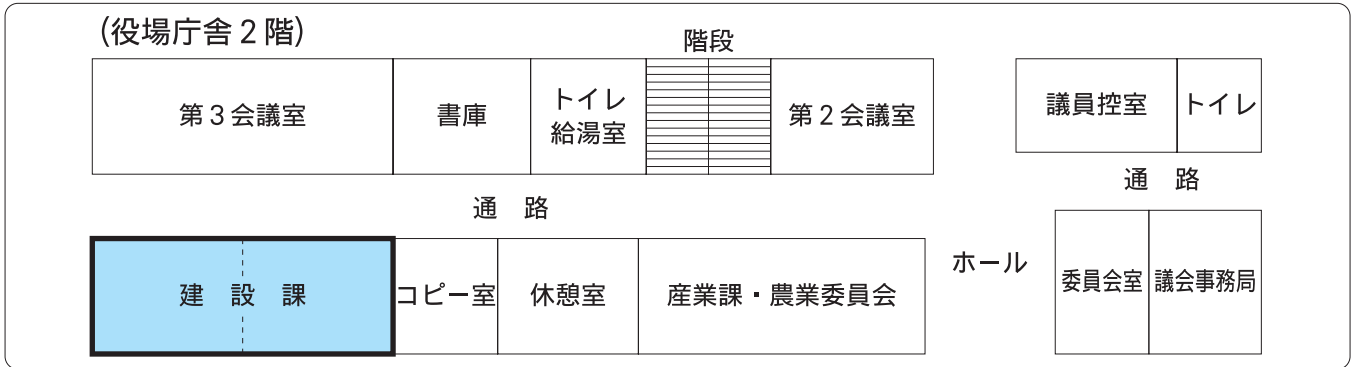 (役場庁舎2階)
階段
第3会議室
書庫
トイレ
給湯室
第2会議室
議員控室
トイレ
通 路
通 路
建 設 課
コピー室
休憩室
産業課・農業委員会
ホール
委員会室
議会事務局